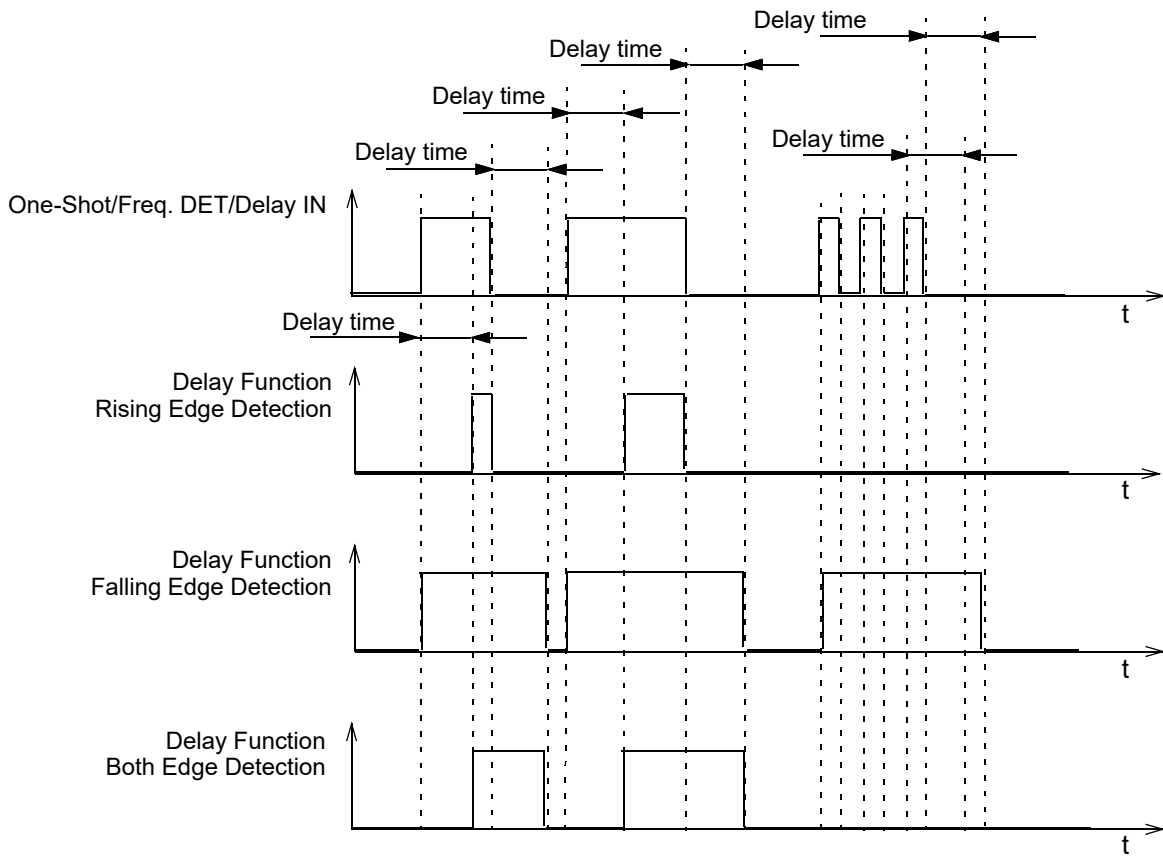 Delay time
Delay time
Delay time
Delay time
Delay time
One-Shot/Freq. DET/Delay IN
t
Delay time
Delay Function
Rising Edge Detection
t
Delay Function
Falling Edge Detection
t
Delay Function
Both Edge Detection
t